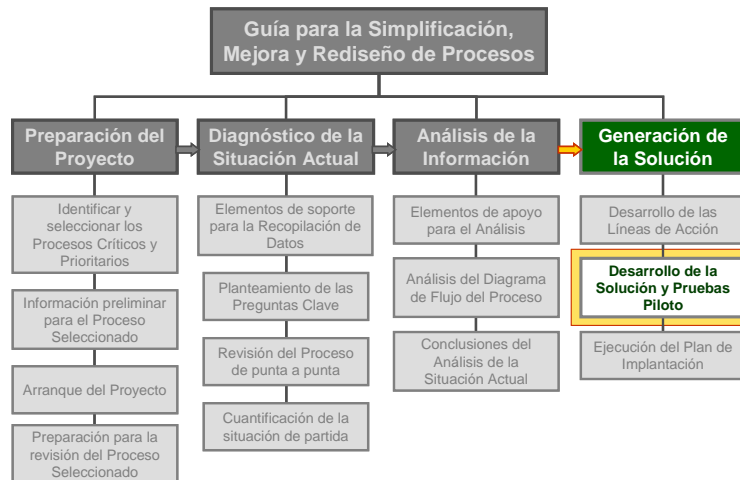 Guía para la Simplificación,
Mejora y Rediseño de Procesos
Preparación del
Proyecto
Identificar y
seleccionar los
Procesos Críticos y
Prioritarios
Información preliminar
para el Proceso
Seleccionado
Arranque del Proyecto
Preparación para la
revisión del Proceso
Seleccionado
Diagnóstico de la
Situación Actual
Elementos de soporte
para la Recopilación de
Datos
Planteamiento de las
Preguntas Clave
Revisión del Proceso
de punta a punta
Cuantificación de la
situación de partida
Análisis de la
Información
Elementos de apoyo
para el Análisis
Análisis del Diagrama
de Flujo del Proceso
Conclusiones del
Análisis de la
Situación Actual
Generación de
la Solución
Desarrollo de las
Líneas de Acción
Desarrollo de la
Solución y Pruebas
Piloto
Ejecución del Plan de
Implantación